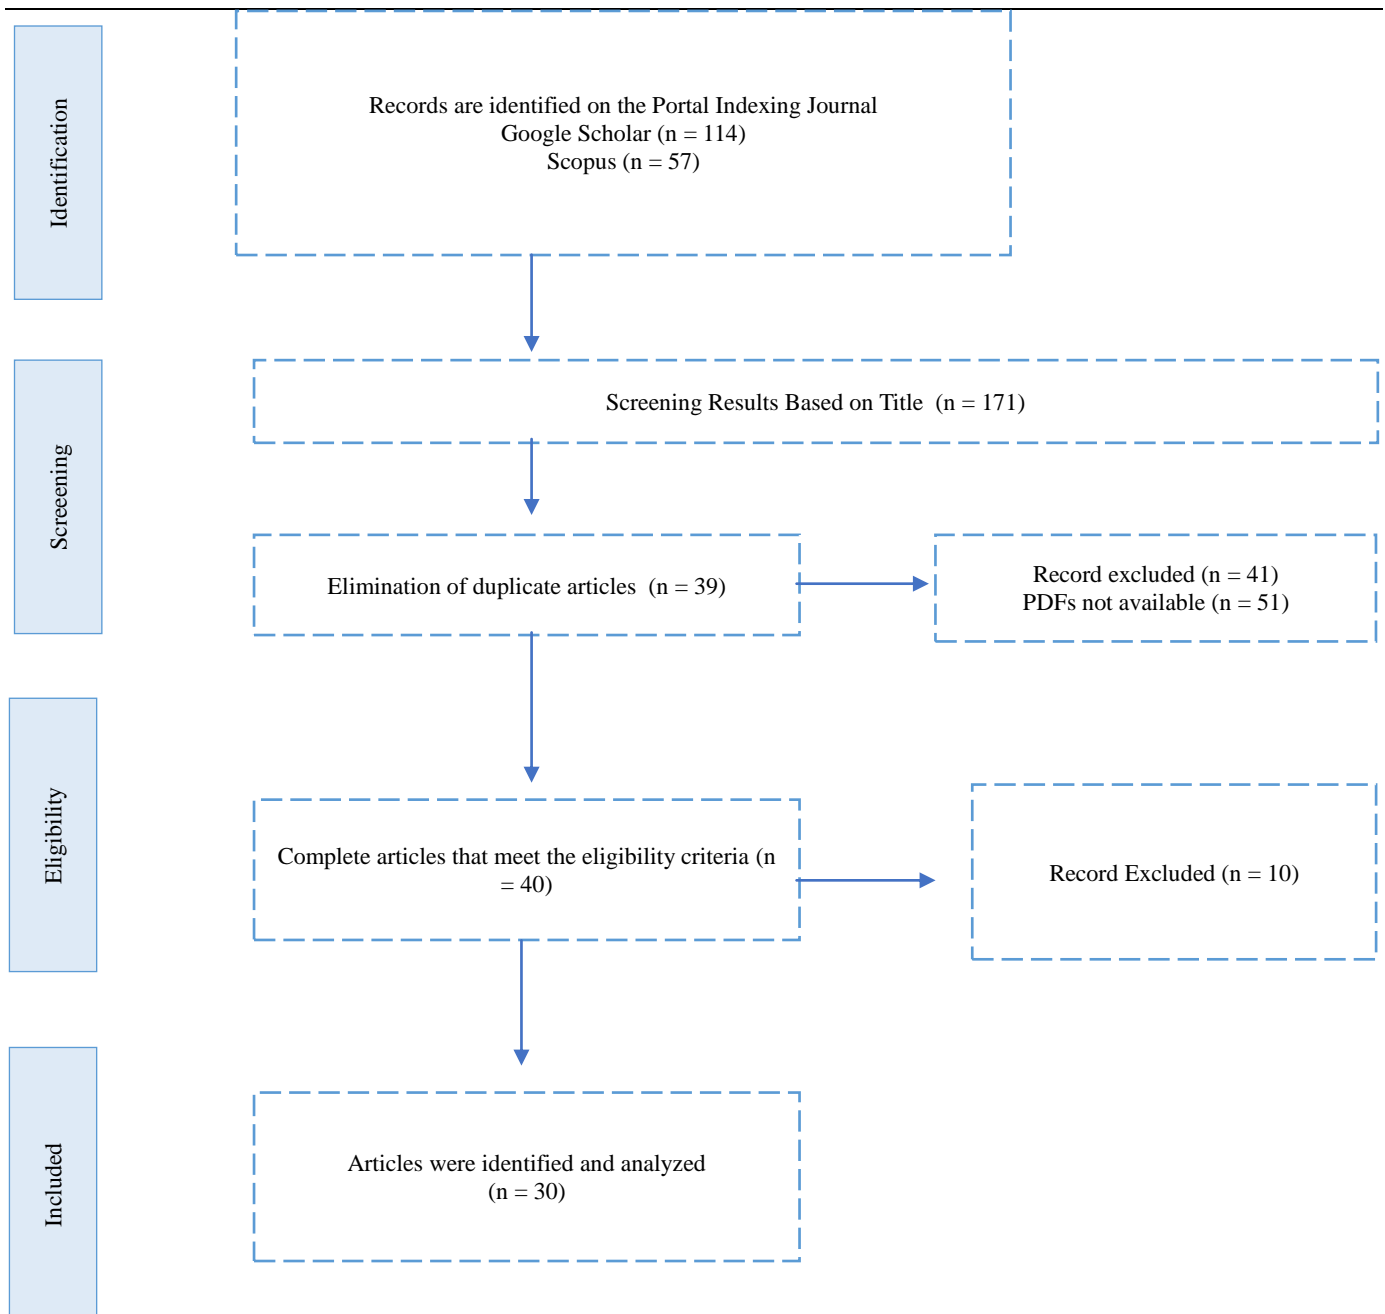 Identification
Records are identified on the Portal Indexing Journal
Google Scholar (n = 114)
Scopus (n = 57)
Screening
Screening Results Based on Title (n = 171)
Elimination of duplicate articles (n = 39)
Record excluded (n = 41)
PDFs not available (n = 51)
Eligibility
Complete articles that meet the eligibility criteria (n
= 40)
Record Excluded (n = 10)
Included
Articles were identified and analyzed
(n = 30)